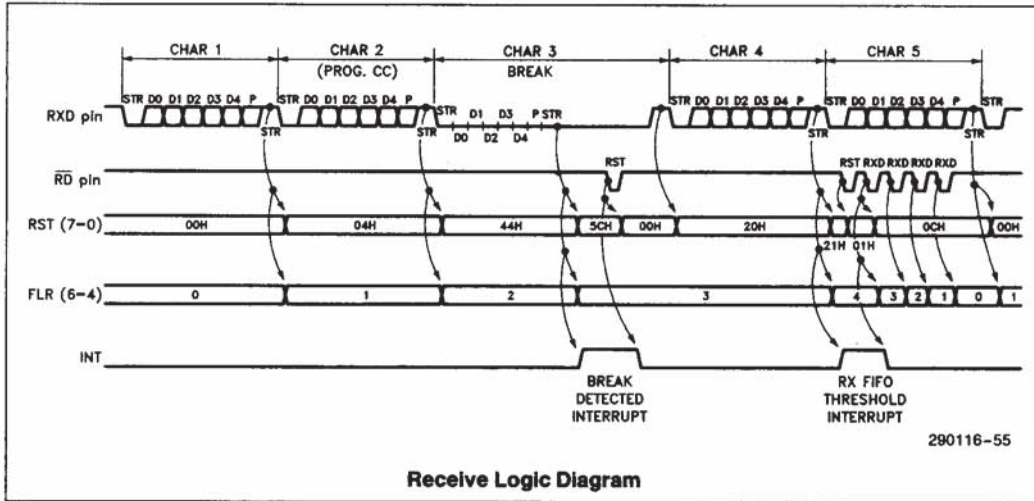 CHAR 1 CHAR 2 CHAR 3 CHAR 4 CHAR 5
(PROG. CC) BREAK
STR D0 D1 D2 D3 D4 P STR D0 D1 D2 D3 D4 P STR D1 D3 P STR STR D0 D1 D2 D3 D4 P STR D0 D1 D2 D3 D4 P STR
RXD pin
STR STR D0 D2 D4 STR STR
RST RST RXD RXD RXD RXD
RD pin
RST (7-0) 00H 04H 44H 5CH 00H 20H 0CH 00H
21H 01H
FLR (6-4) 0 1 2 3 4 3 2 1 0 1
INT
BREAK
DETECTED
INTERRUPT
RX FIFO
THRESHOLD
INTERRUPT
290116-55
Receive Logic Diagram